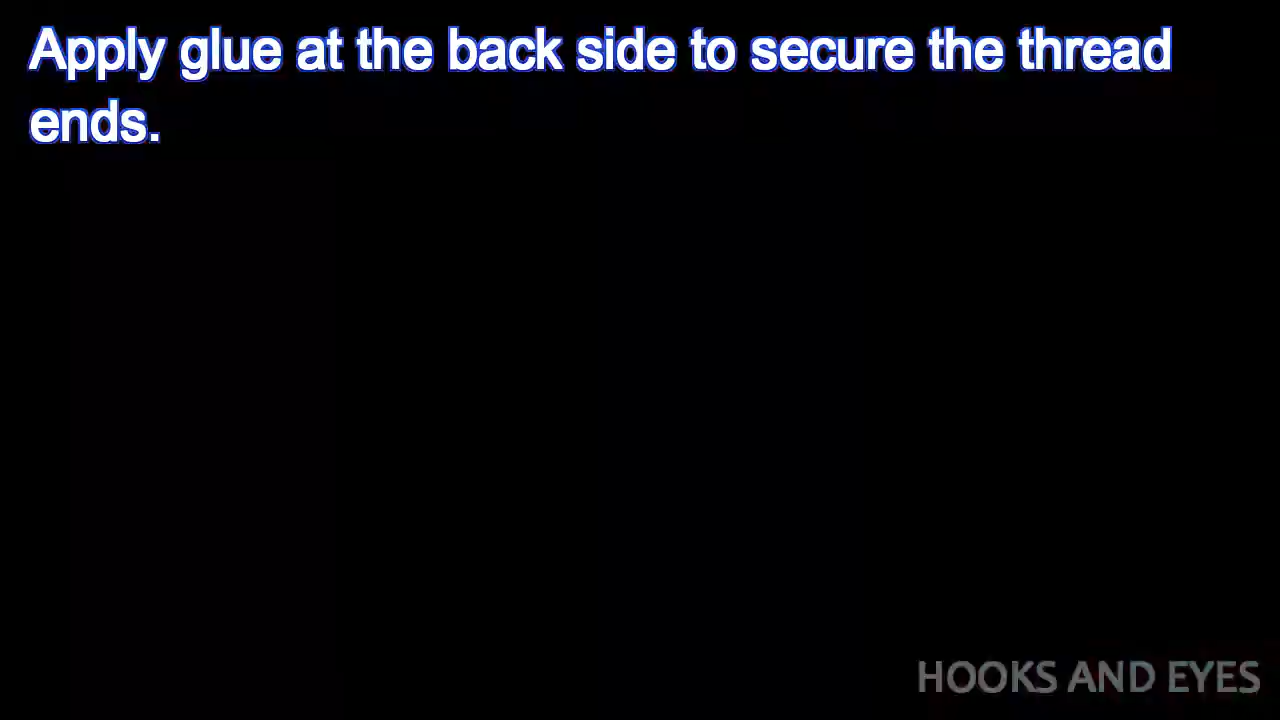 Apply glue at the back side to secure the thread
ends.
HOOKS AND EYES